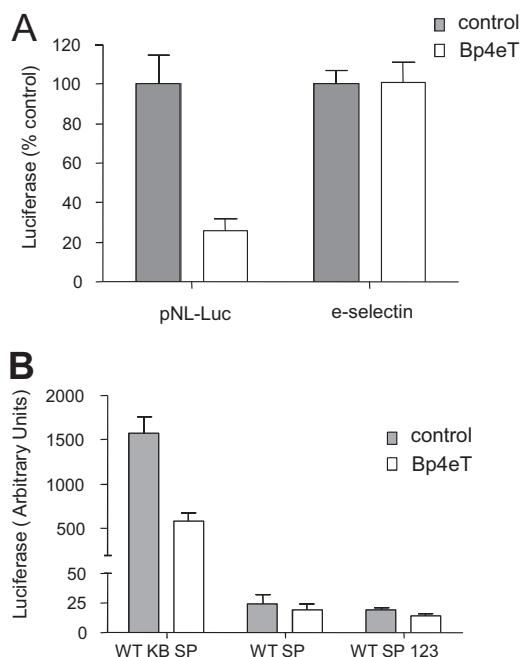 A
control
Bp4eT
Luciferase (% control)
120
100
80
60
40
20
0
pNL-Luc
e-selectin
B
control
Bp4eT
Luciferase ( Arbitrary Units)
2000
1500
1000
500
50
25
0
WT KB SP
WT SP
WT SP 123